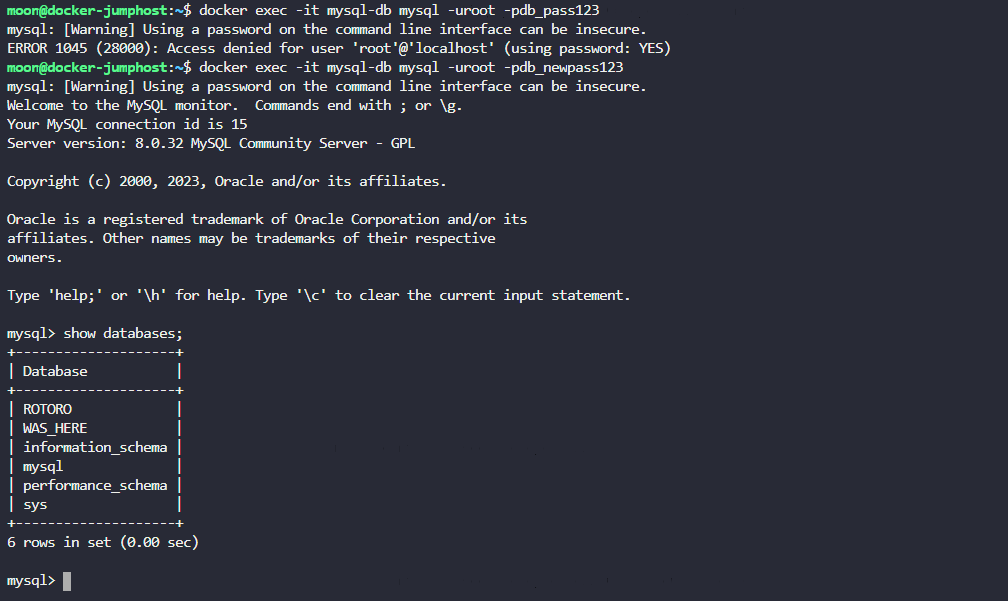 moon@docker-jumphost:~$ docker exec -it mysql-db mysql -uroot -pdb_pass123
mysql: [Warning] Using a password on the command line interface can be insecure.
ERROR 1045 (28000): Access denied for user 'root'@'localhost' (using password: YES)
moon@docker-jumphost:~$ docker exec -it mysql-db mysql -uroot -pdb_newpass123
mysql: [Warning] Using a password on the command line interface can be insecure.
Welcome to the MySQL monitor.  Commands end with ; or \g.
Your MySQL connection id is 15
Server version: 8.0.32 MySQL Community Server - GPL

Copyright (c) 2000, 2023, Oracle and/or its affiliates.

Oracle is a registered trademark of Oracle Corporation and/or its
affiliates. Other names may be trademarks of their respective
owners.

Type 'help;' or '\h' for help. Type '\c' to clear the current input statement.

mysql> show databases;
+--------------------+
| Database           |
+--------------------+
| ROTORO             |
| WAS_HERE           |
| information_schema |
| mysql              |
| performance_schema |
| sys                |
+--------------------+
6 rows in set (0.00 sec)

mysql>